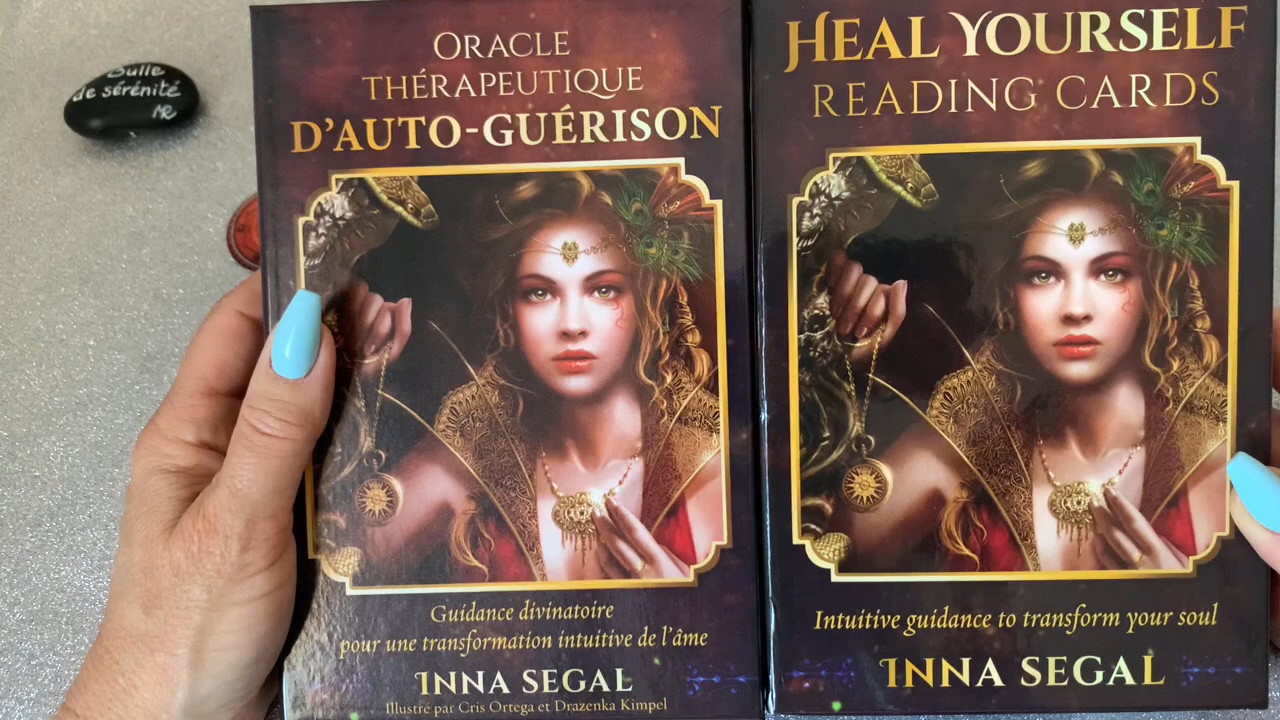 Bulle
de sérénité
MR
ORACLE
THÉRAPEUTIQUE
D'AUTO-GUÉRISON
Guidance divinatoire
pour une transformation intuitive de l'âme
INNA SEGAL
Illustré par Cris Ortega et Drazenka Kimpel
HEAL YOURSELF
READING CARDS
Intuitive guidance to transform your soul
INNA SEGAL